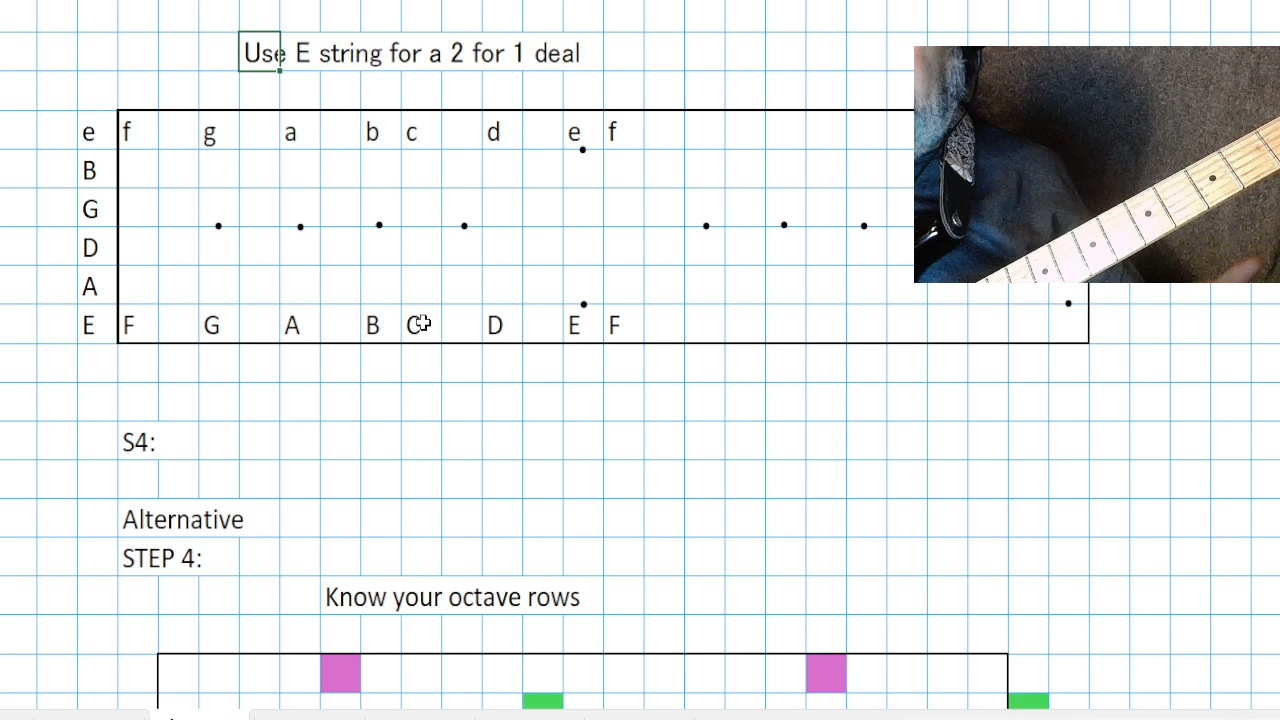 Use E string for a 2 for 1 deal
e f g a b c d e f
B
G
D
A
E F G A B C D E F
S4:
Alternative
STEP 4:
Know your octave rows